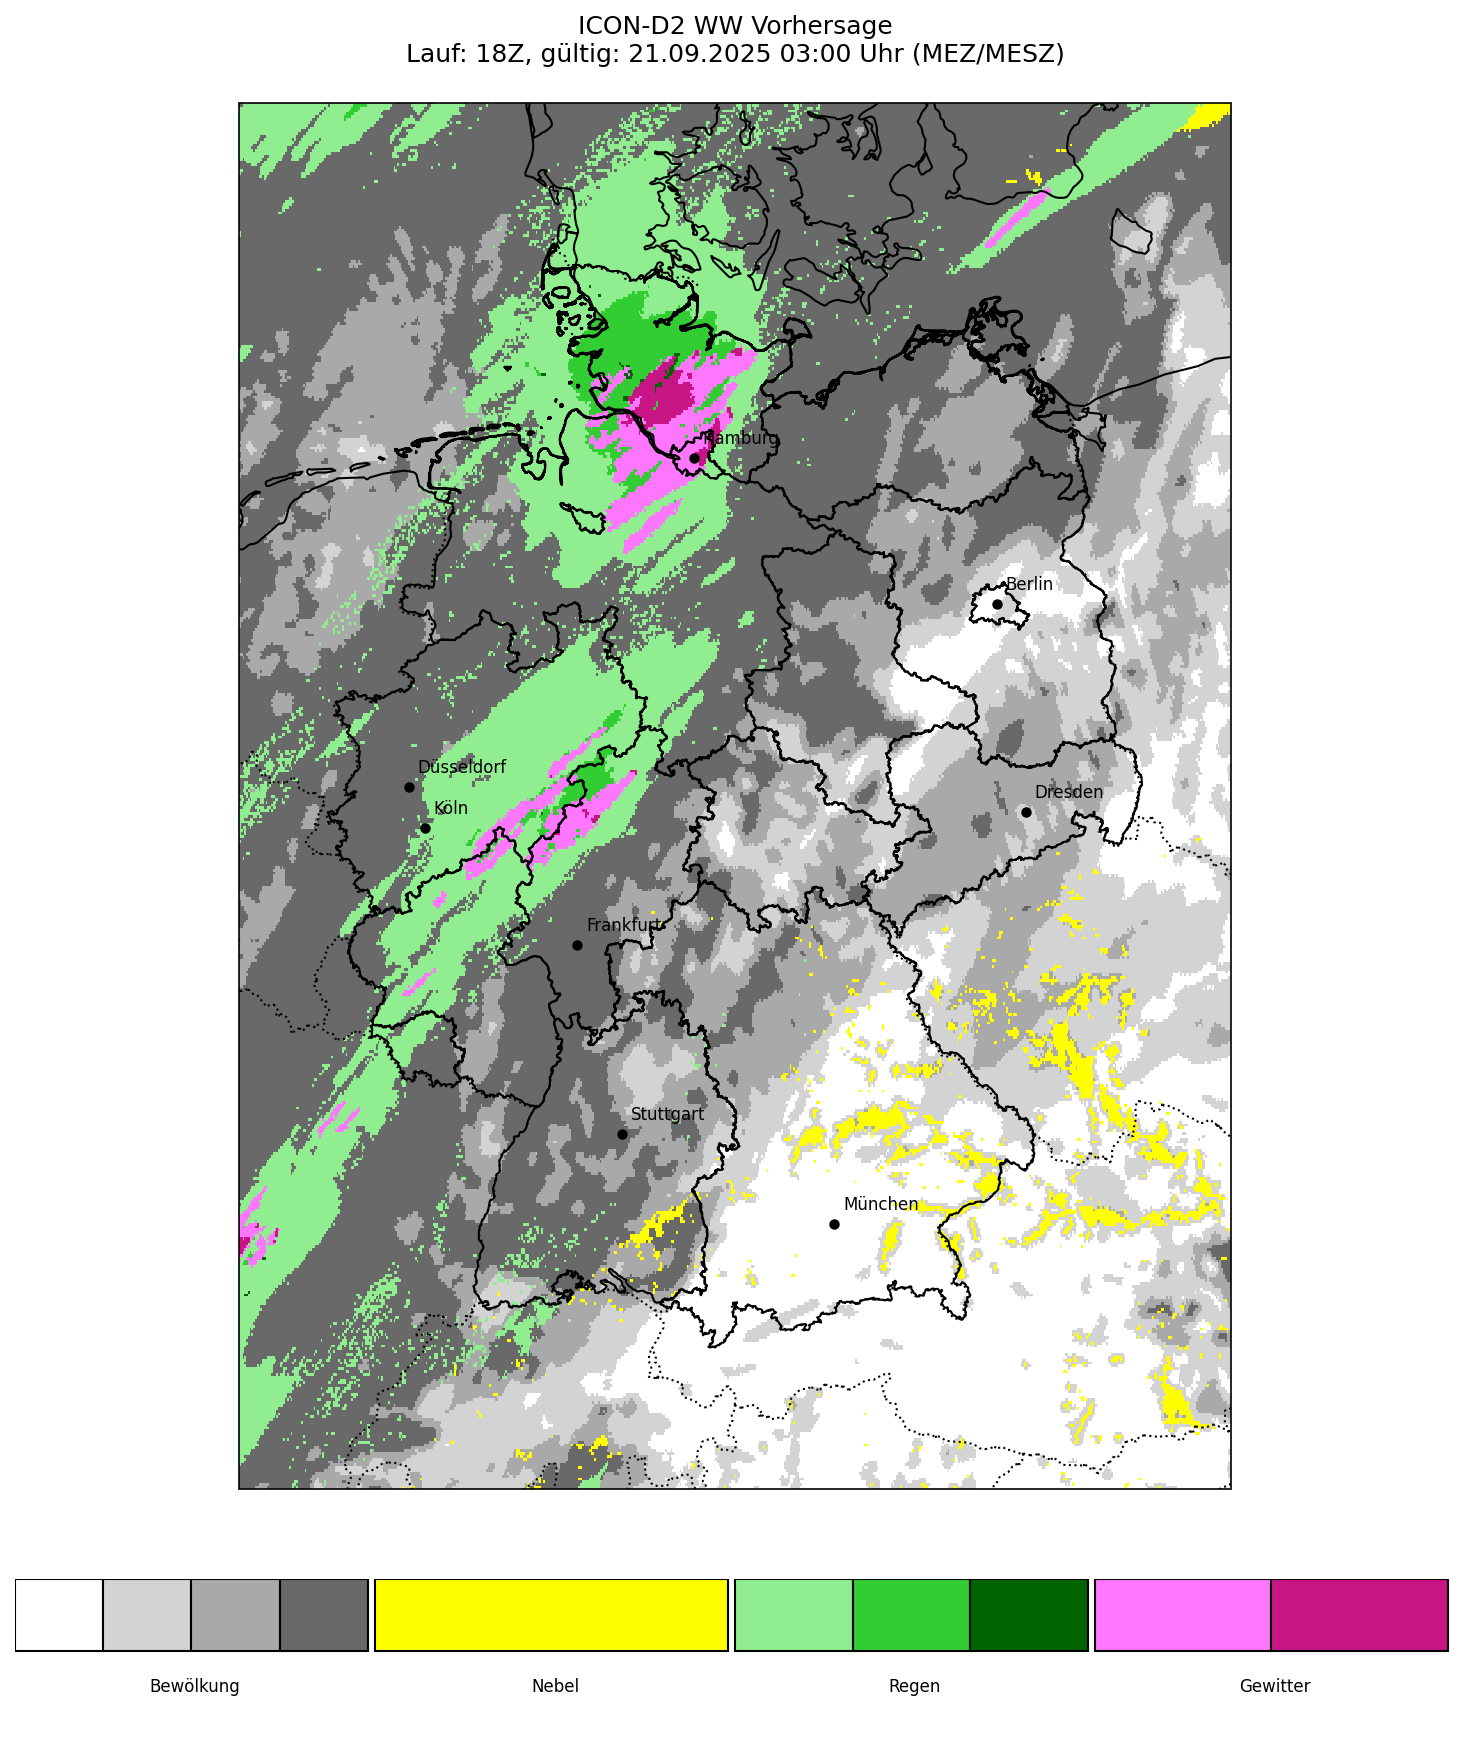 ICON-D2 WW Vorhersage
Lauf: 18Z, gültig: 21.09.2025 03:00 Uhr (MEZ/MESZ)
Hamburg
Berlin
Düsseldorf
Köln
Dresden
Frankfurt
Stuttgart
München
Bewölkung
Nebel
Regen
Gewitter